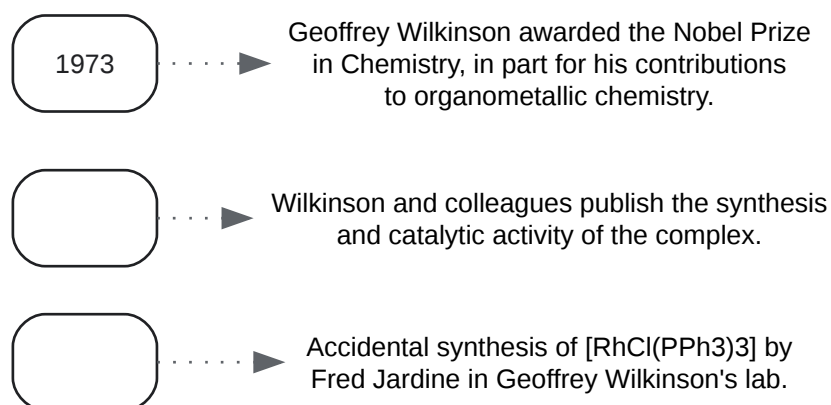 1973
Geoffrey Wilkinson awarded the Nobel Prize
in Chemistry, in part for his contributions
to organometallic chemistry.
Wilkinson and colleagues publish the synthesis
and catalytic activity of the complex.
Accidental synthesis of [RhCl(PPh3)3] by
Fred Jardine in Geoffrey Wilkinson's lab.